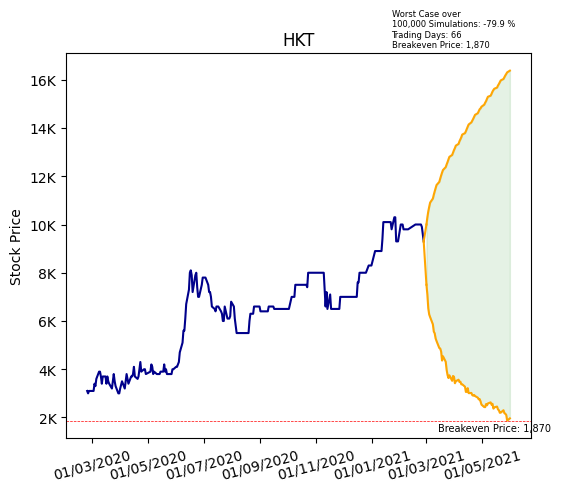 Worst Case over
100,000 Simulations: -79.9 %
Trading Days: 66
Breakeven Price: 1,870
HKT
Stock Price
16K
14K
12K
10K
8K
6K
4K
2K
Breakeven Price: 1,870
01/03/2020
01/05/2020
01/07/2020
01/09/2020
01/11/2020
01/01/2021
01/03/2021
01/05/2021